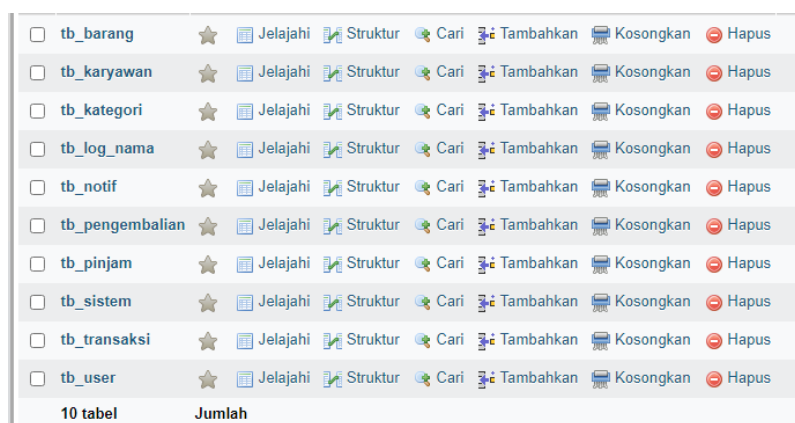 tb_barang Jelajahi Struktur Cari Tambahkan Kosongkan Hapus
tb_karyawan Jelajahi Struktur Cari Tambahkan Kosongkan Hapus
tb_kategori Jelajahi Struktur Cari Tambahkan Kosongkan Hapus
tb_log_nama Jelajahi Struktur Cari Tambahkan Kosongkan Hapus
tb_notif Jelajahi Struktur Cari Tambahkan Kosongkan Hapus
tb_pengembalian Jelajahi Struktur Cari Tambahkan Kosongkan Hapus
tb_pinjam Jelajahi Struktur Cari Tambahkan Kosongkan Hapus
tb_sistem Jelajahi Struktur Cari Tambahkan Kosongkan Hapus
tb_transaksi Jelajahi Struktur Cari Tambahkan Kosongkan Hapus
tb_user Jelajahi Struktur Cari Tambahkan Kosongkan Hapus
10 tabel Jumlah